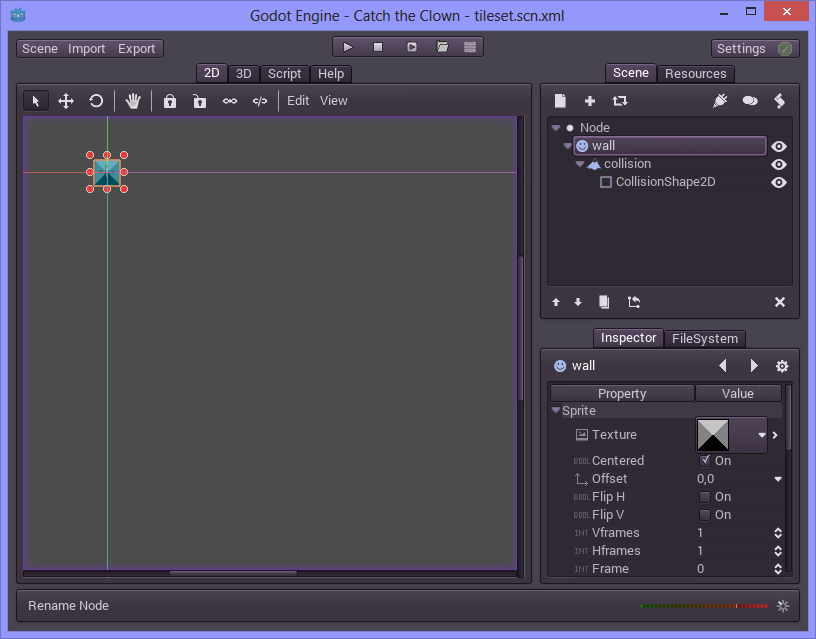 Godot Engine - Catch the Clown - tileset.scn.xml
Scene Import Export
Settings
2D 3D Script Help
Scene Resources
Edit View
Node
wall
collision
CollisionShape2D
Inspector FileSystem
wall
Property Value
Sprite
Texture
BOOL Centered On
Offset 0,0
BOOL Flip H On
BOOL Flip V On
INT Vframes 1
INT Hframes 1
INT Frame 0
Rename Node